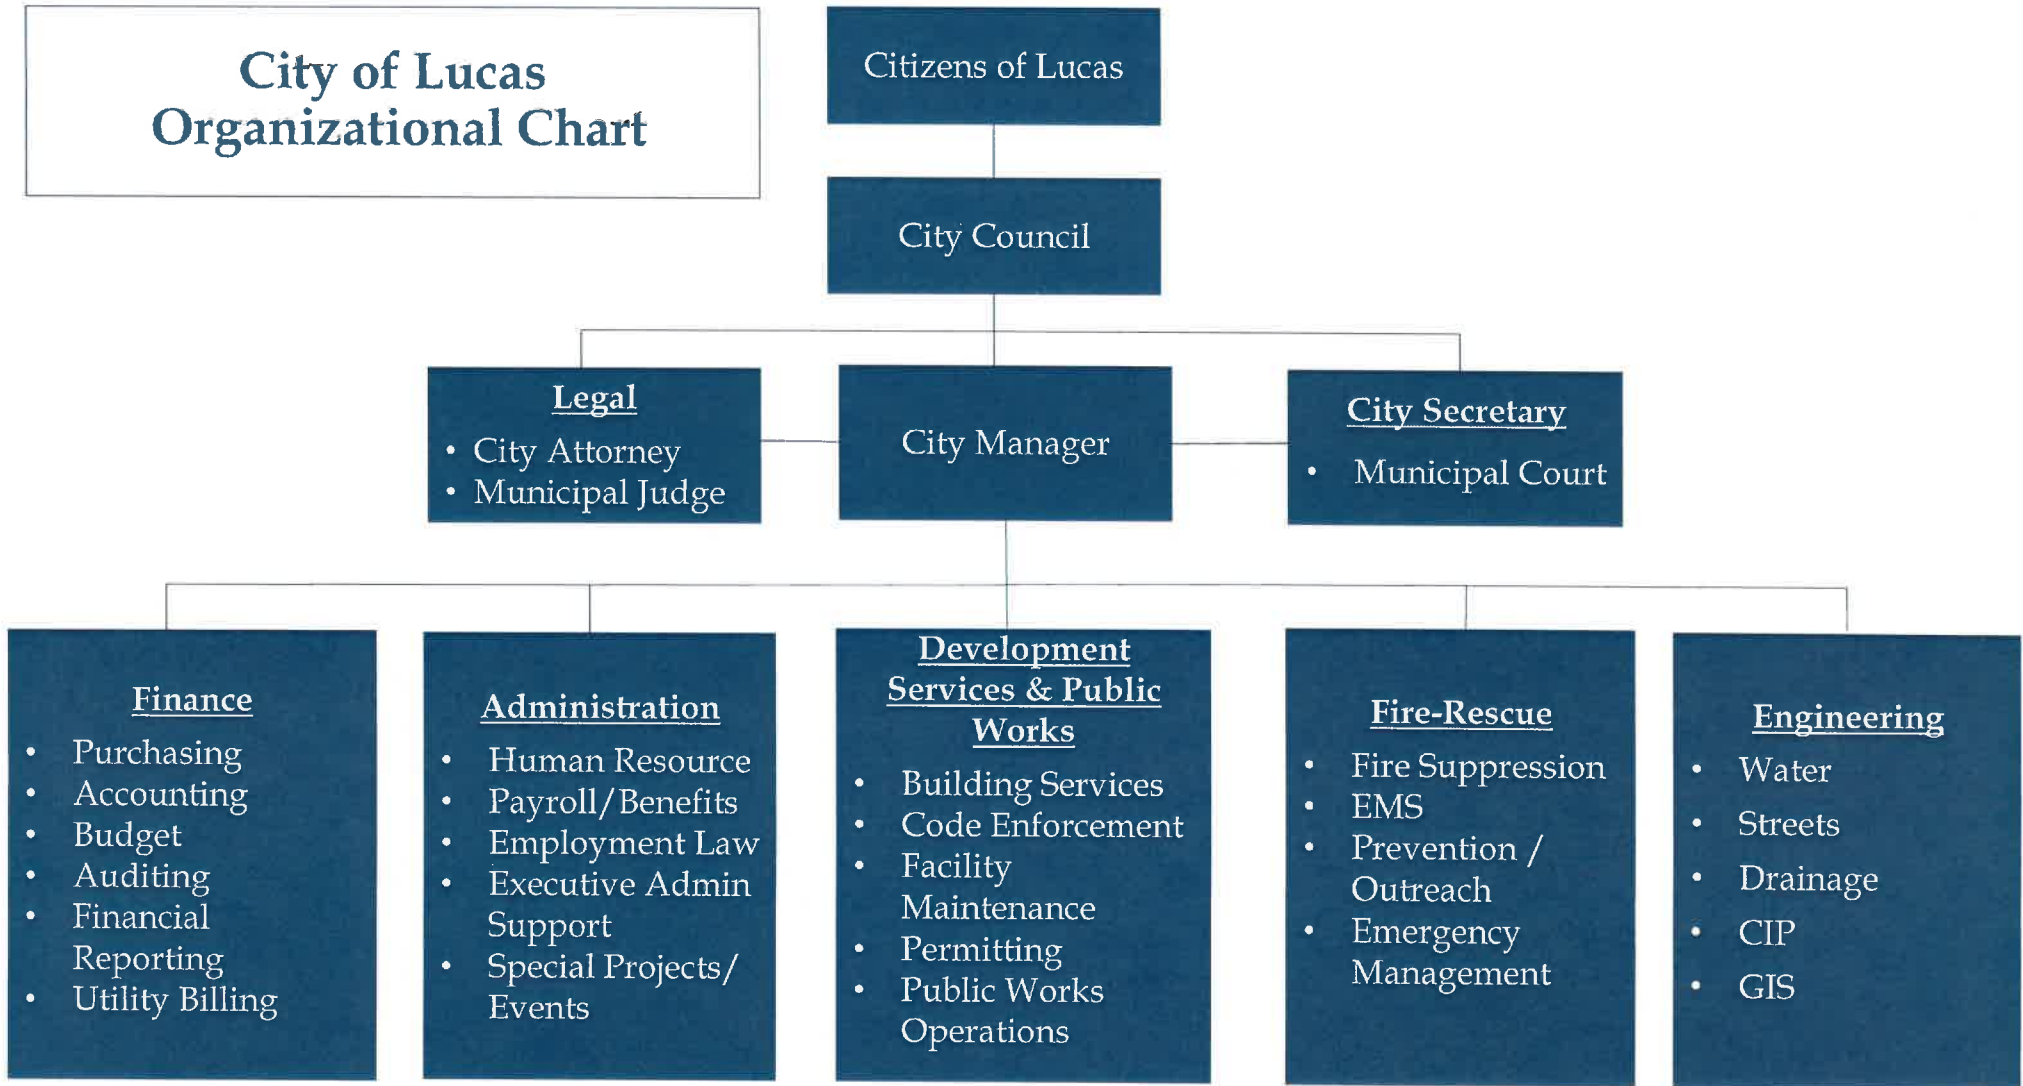 City of Lucas
Organizational Chart
Citizens of Lucas
City Council
Legal
• City Attorney
• Municipal Judge
City Manager
City Secretary
• Municipal Court
Finance
• Purchasing
• Accounting
• Budget
• Auditing
• Financial
Reporting
• Utility Billing
Administration
• Human Resource
• Payroll/Benefits
• Employment Law
• Executive Admin
Support
• Special Projects/
Events
Development
Services & Public
Works
• Building Services
• Code Enforcement
• Facility
Maintenance
• Permitting
• Public Works
Operations
Fire-Rescue
• Fire Suppression
• EMS
• Prevention /
Outreach
• Emergency
Management
Engineering
• Water
• Streets
• Drainage
• CIP
• GIS